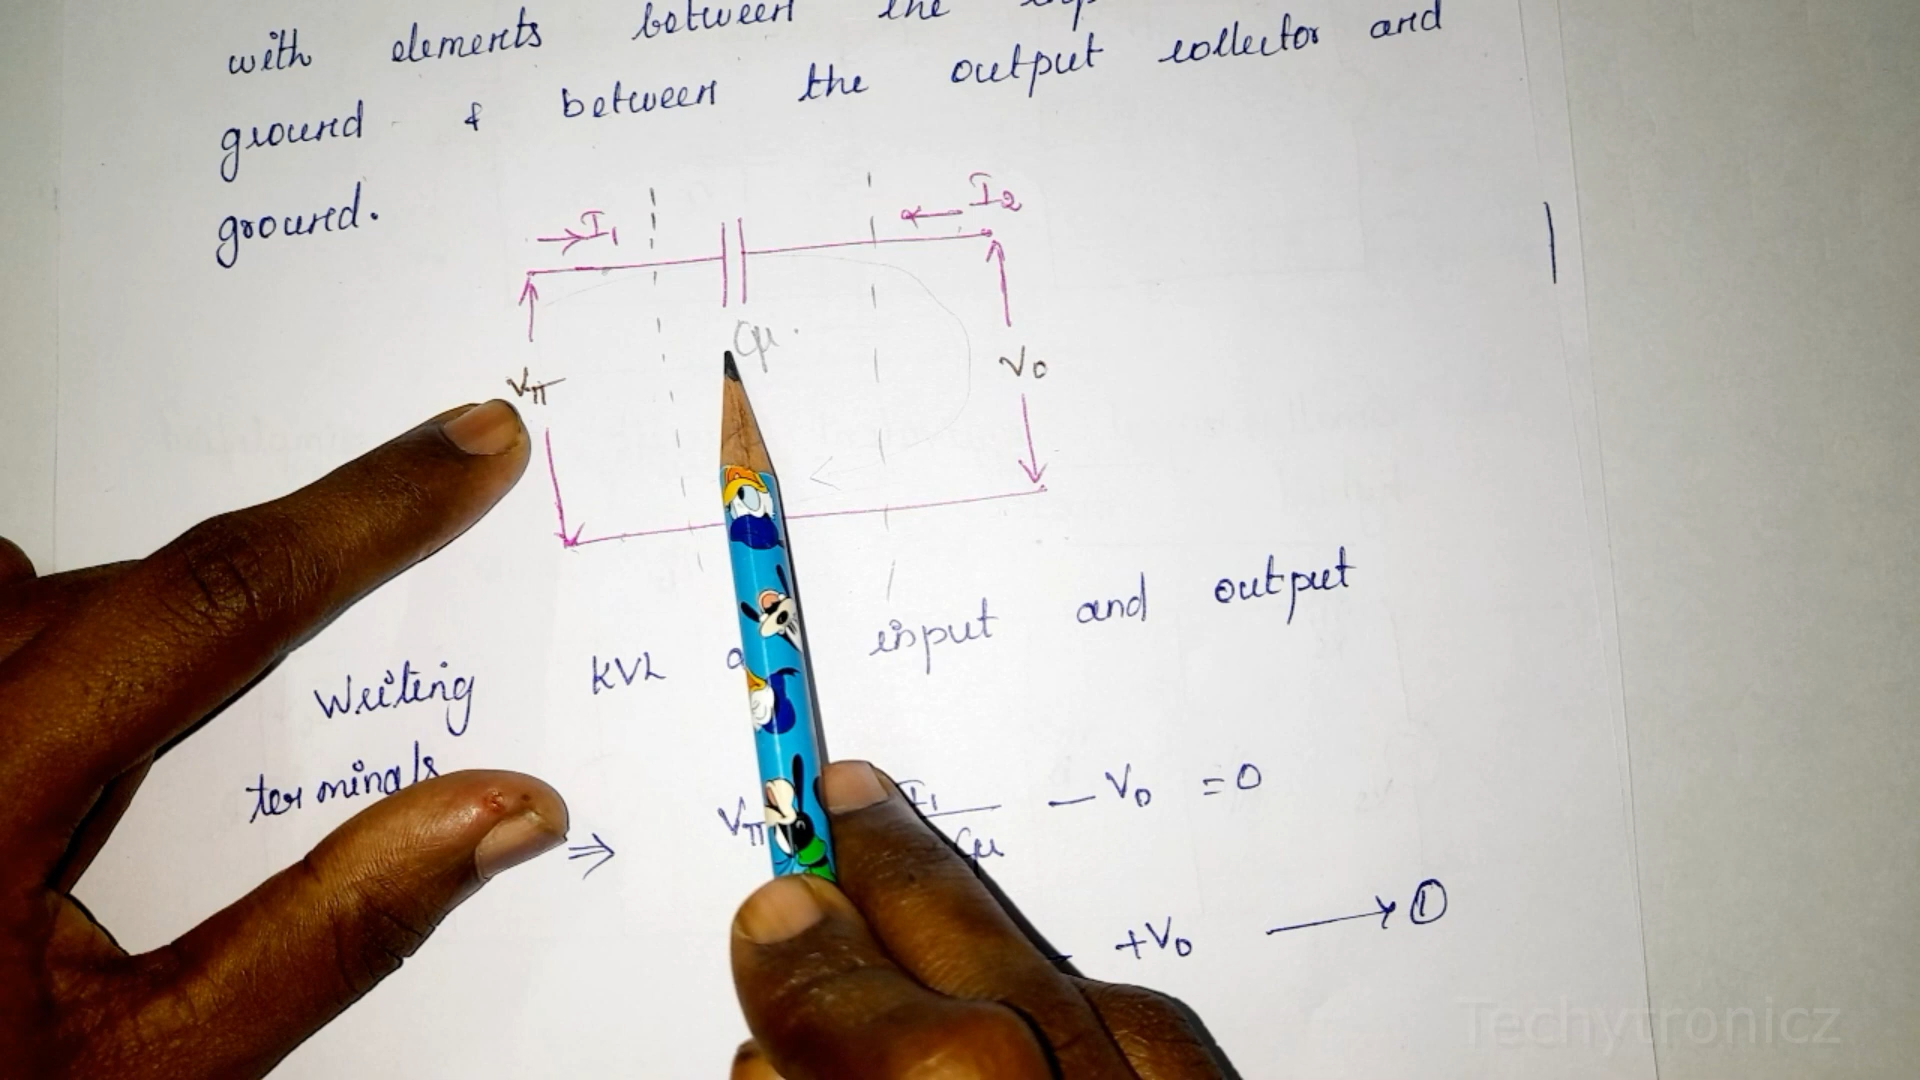 with elements between the
ground & between the output collector and
ground.
I1
I2
Cμ
Vπ
V0
Writing KVL input and output
terminals
⇒ Vπ I1 — V0 = 0
Cμ
+V0 → ①
Techytronicz